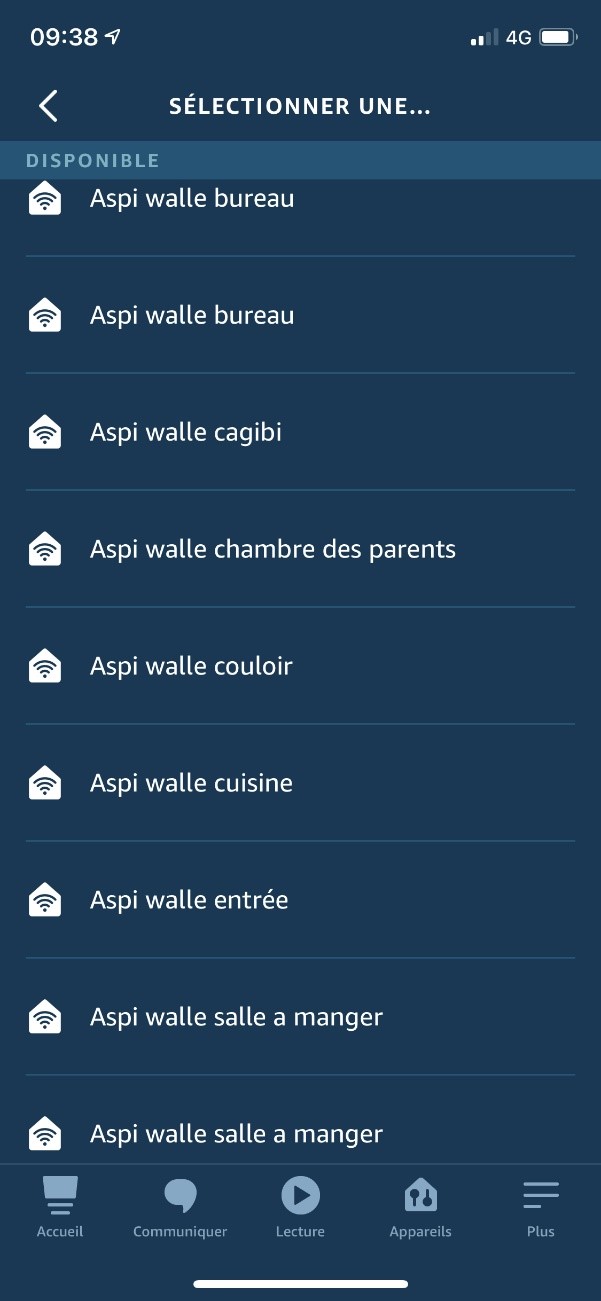 09:38
4G
SÉLECTIONNER UNE...
DISPONIBLE
Aspi walle bureau
Aspi walle bureau
Aspi walle cagibi
Aspi walle chambre des parents
Aspi walle couloir
Aspi walle cuisine
Aspi walle entrée
Aspi walle salle a manger
Aspi walle salle a manger
Accueil
Communiquer
Lecture
Appareils
Plus